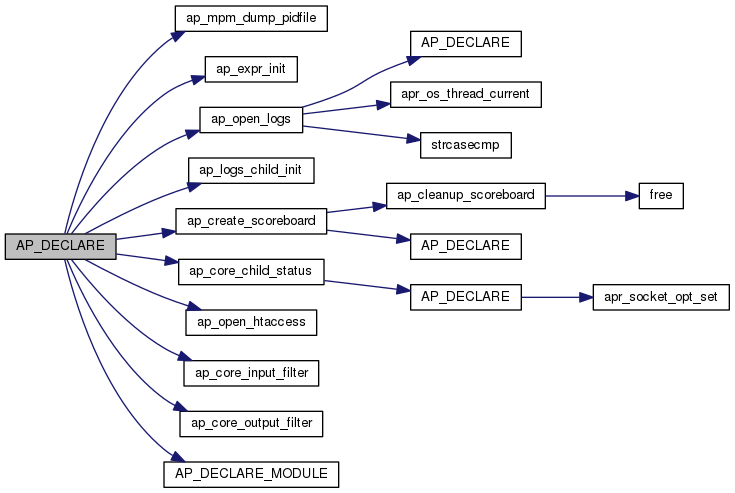 ap_mpm_dump_pidfile
AP_DECLARE
ap_expr_init
apr_os_thread_current
ap_open_logs
strcasecmp
ap_logs_child_init
ap_cleanup_scoreboard
free
ap_create_scoreboard
AP_DECLARE
AP_DECLARE
ap_core_child_status
AP_DECLARE
apr_socket_opt_set
ap_open_htaccess
ap_core_input_filter
ap_core_output_filter
AP_DECLARE_MODULE